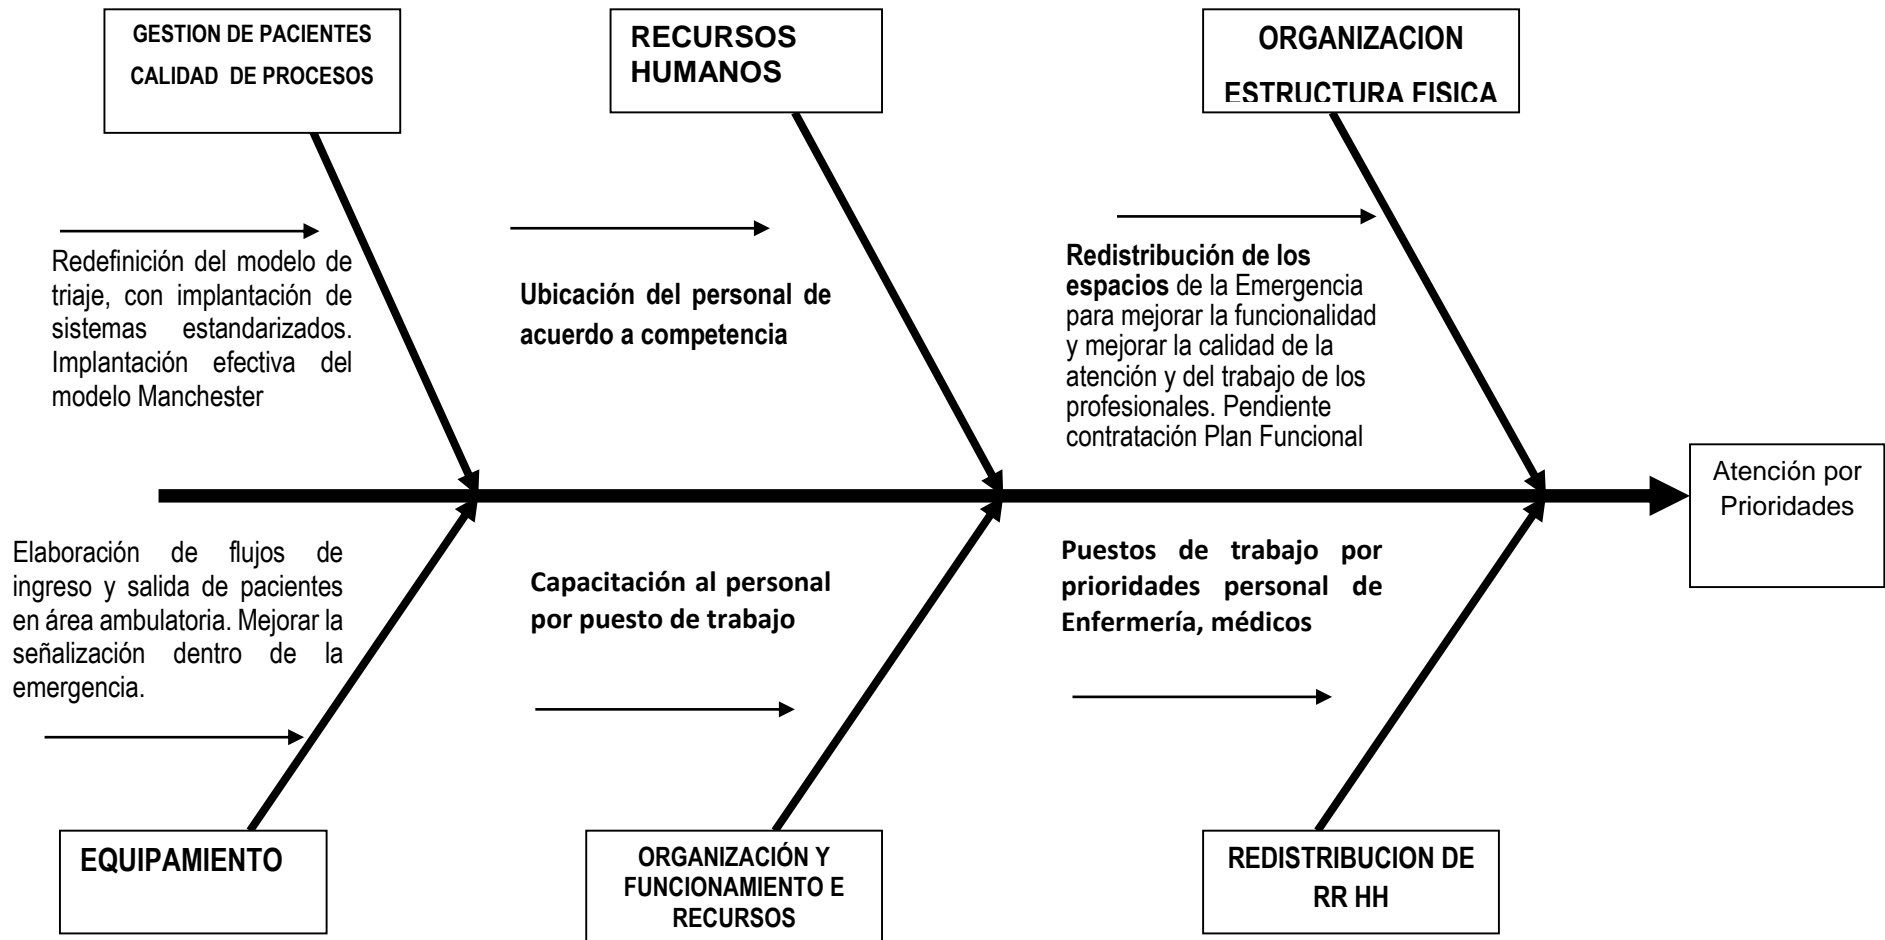 GESTION DE PACIENTES
CALIDAD DE PROCESOS
RECURSOS
HUMANOS
ORGANIZACION
ESTRUCTURA FISICA
Redefinición del modelo de
triaje, con implantación de
sistemas estandarizados.
Implantación efectiva del
modelo Manchester
Ubicación del personal de
acuerdo a competencia
Redistribución de los
espacios de la Emergencia
para mejorar la funcionalidad
y mejorar la calidad de la
atención y del trabajo de los
profesionales. Pendiente
contratación Plan Funcional
Atención por
Prioridades
Elaboración de flujos de
ingreso y salida de pacientes
en área ambulatoria. Mejorar la
señalización dentro de la
emergencia.
Capacitación al personal
por puesto de trabajo
Puestos de trabajo por
prioridades personal de
Enfermería, médicos
EQUIPAMIENTO
ORGANIZACIÓN Y
FUNCIONAMIENTO E
RECURSOS
REDISTRIBUCION DE
RR HH